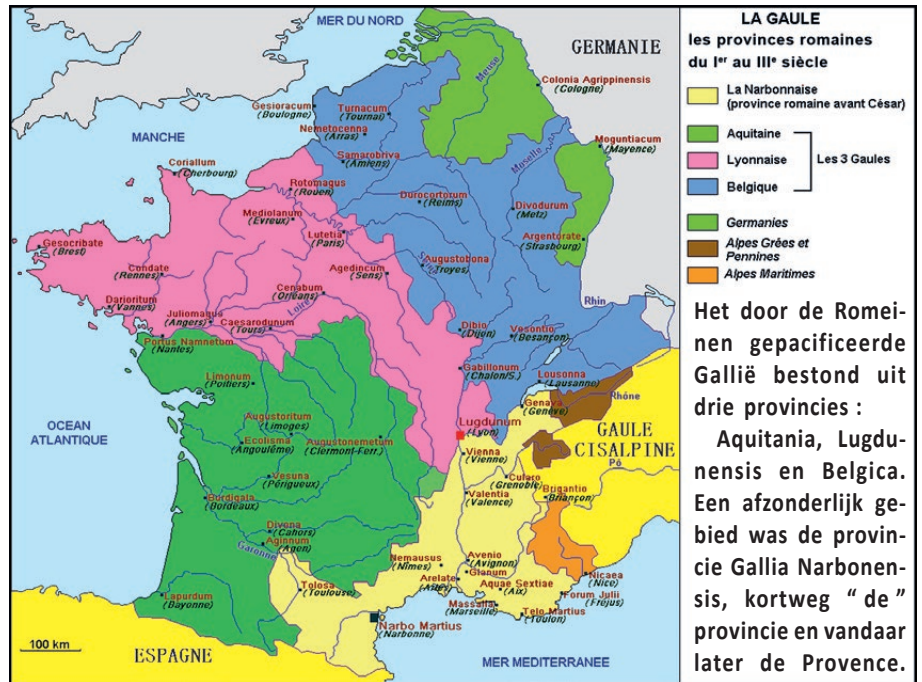 MER DU NORD
GERMANIE
Meuse
Colonia Agrippinensis
(Cologne)
Gesioracum
(Boulogne)
Turnacum
(Tournai)
Nemetocenna
(Arras)
MANCHE
Moguntiacum
(Mayence)
Samarobriva
(Amiens)
Moselle
Coriallum
(Cherbourg)
Rotomagus
(Rouen)
Durocortorum
(Reims)
Divodurum
(Metz)
Mediolanum
(Evreux)
Lutetia
(Paris)
Argentorate
(Strasbourg)
Gesocribate
(Brest)
Augustobona
(Troyes)
Condate
(Rennes)
Agedincum
(Sens)
Cenabum
(Orléans)
Darioritum
(Vannes)
Juliomagus
(Angers)
Loire
Caesarodunum
(Tours)
Rhin
Dibio
(Dijon)
Vesontio
(Besançon)
Portus Namnetum
(Nantes)
Gabillonum
(Chalon/S.)
Lousonna
(Lausanne)
Limonum
(Poitiers)
Genava
(Genève)
Rhône
OCEAN
ATLANTIQUE
Augustoritum
(Limoges)
Lugdunum
(Lyon)
GAULE
CISALPINE
Ecolisma
(Angoulême)
Augustonemetum
(Clermont-Ferr.)
Vienna
(Vienne)
Pô
Vesuna
(Périgueux)
Cularo
(Grenoble)
Brigantio
(Briançon)
Valentia
(Valence)
Burdigala
(Bordeaux)
Divona
(Cahors)
Aginnum
(Agen)
Garonne
Nemausus
(Nîmes)
Avenio
(Avignon)
Glanum
Nicaea
(Nice)
Tolosa
(Toulouse)
Arelate
(Arles)
Aquae Sextiae
(Aix)
Forum Julii
(Fréjus)
Lapurdum
(Bayonne)
Massalia
(Marseille)
Telo Martius
(Toulon)
Narbo Martius
(Narbonne)
100 km
ESPAGNE
MER MEDITERRANEE
LA GAULE
les provinces romaines
du Ier au IIIe siècle
La Narbonnaise
(province romaine avant César)
Aquitaine
Lyonnaise
Les 3 Gaules
Belgique
Germanies
Alpes Grées et
Pennines
Alpes Maritimes
Het door de Romei-
nen gepacificeerde
Gallië bestond uit
drie provincies :
Aquitania, Lugdu-
nensis en Belgica.
Een afzonderlijk ge-
bied was de provin-
cie Gallia Narbonen-
sis, kortweg “ de ”
provincie en vandaar
later de Provence.